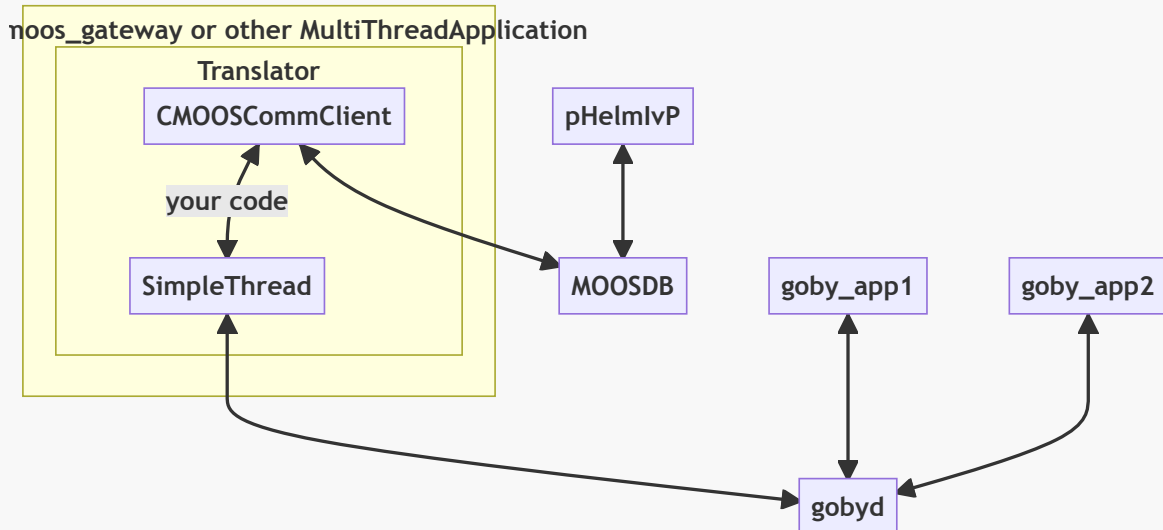 moos_gateway or other MultiThreadApplication
Translator
CMOOSCommClient
pHelmIvP
your code
SimpleThread
MOOSDB
goby_app1
goby_app2
gobyd